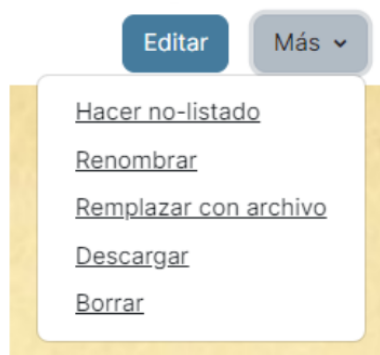 Editar
Más
Hacer no-listado
Renombrar
Remplazar con archivo
Descargar
Borrar